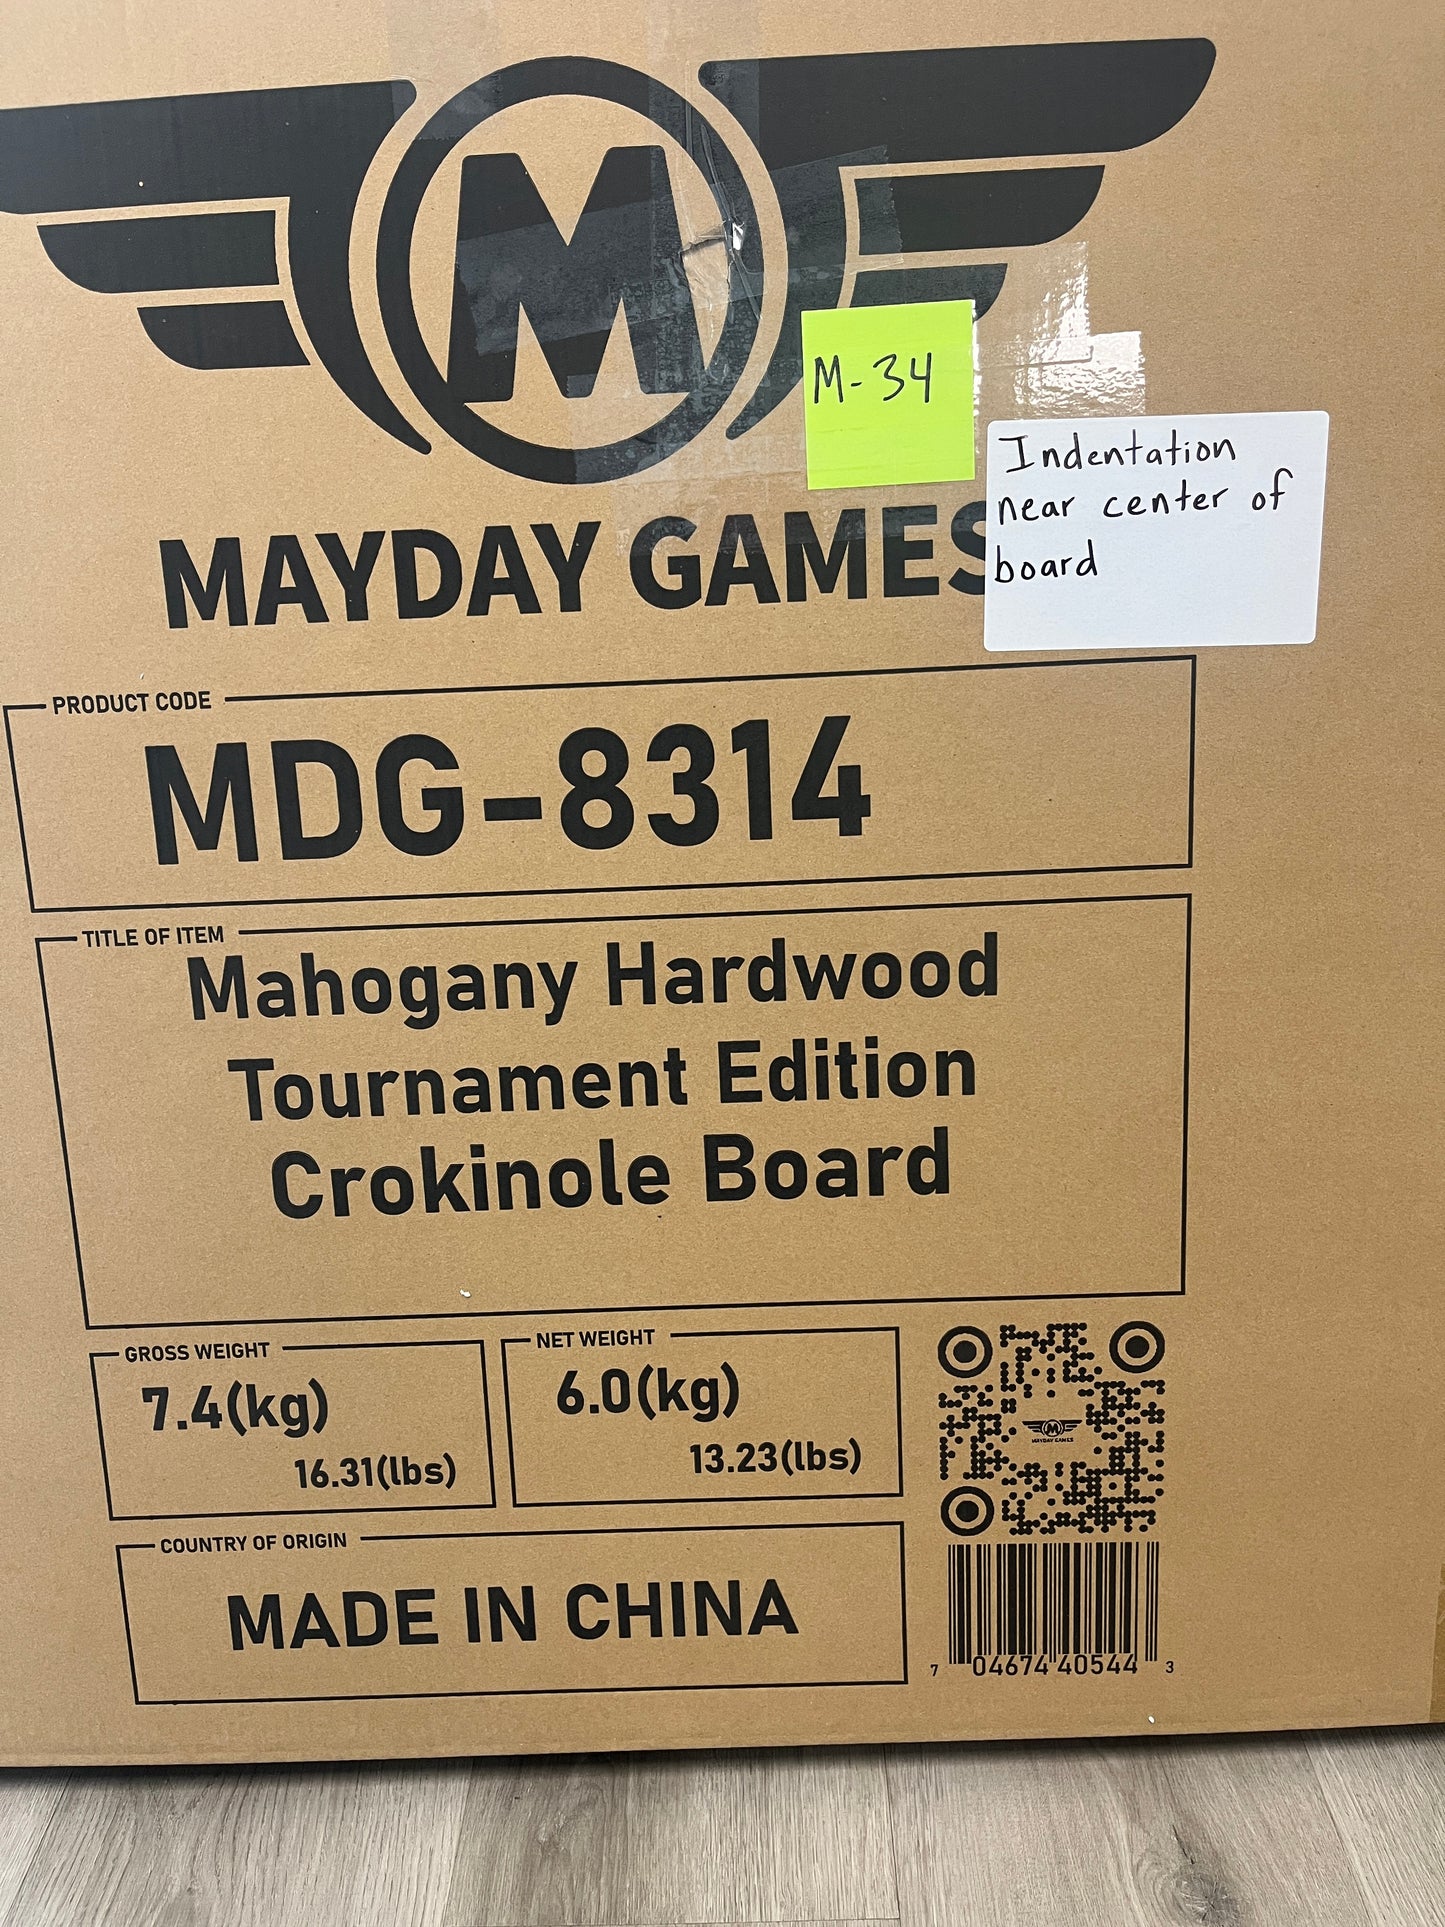 M
M-34
Indentation
near center of
board
MAYDAY GAMES
PRODUCT CODE
MDG-8314
TITLE OF ITEM
Mahogany Hardwood
Tournament Edition
Crokinole Board
GROSS WEIGHT
7.4(kg)
16.31(lbs)
NET WEIGHT
6.0(kg)
13.23(lbs)
M
MAYDAY GAMES
COUNTRY OF ORIGIN
MADE IN CHINA
7 04674 40544 3